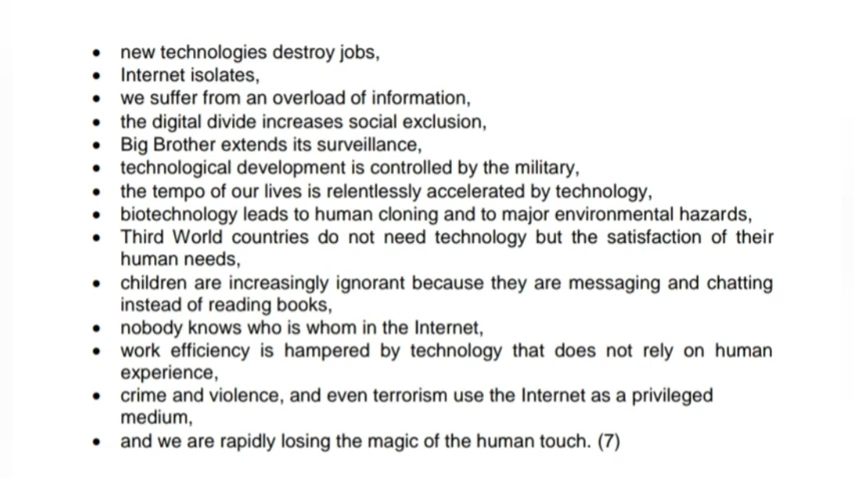 • new technologies destroy jobs,
• Internet isolates,
• we suffer from an overload of information,
• the digital divide increases social exclusion,
• Big Brother extends its surveillance,
• technological development is controlled by the military,
• the tempo of our lives is relentlessly accelerated by technology,
• biotechnology leads to human cloning and to major environmental hazards,
• Third World countries do not need technology but the satisfaction of their
human needs,
• children are increasingly ignorant because they are messaging and chatting
instead of reading books,
• nobody knows who is whom in the Internet,
• work efficiency is hampered by technology that does not rely on human
experience,
• crime and violence, and even terrorism use the Internet as a privileged
medium,
• and we are rapidly losing the magic of the human touch. (7)